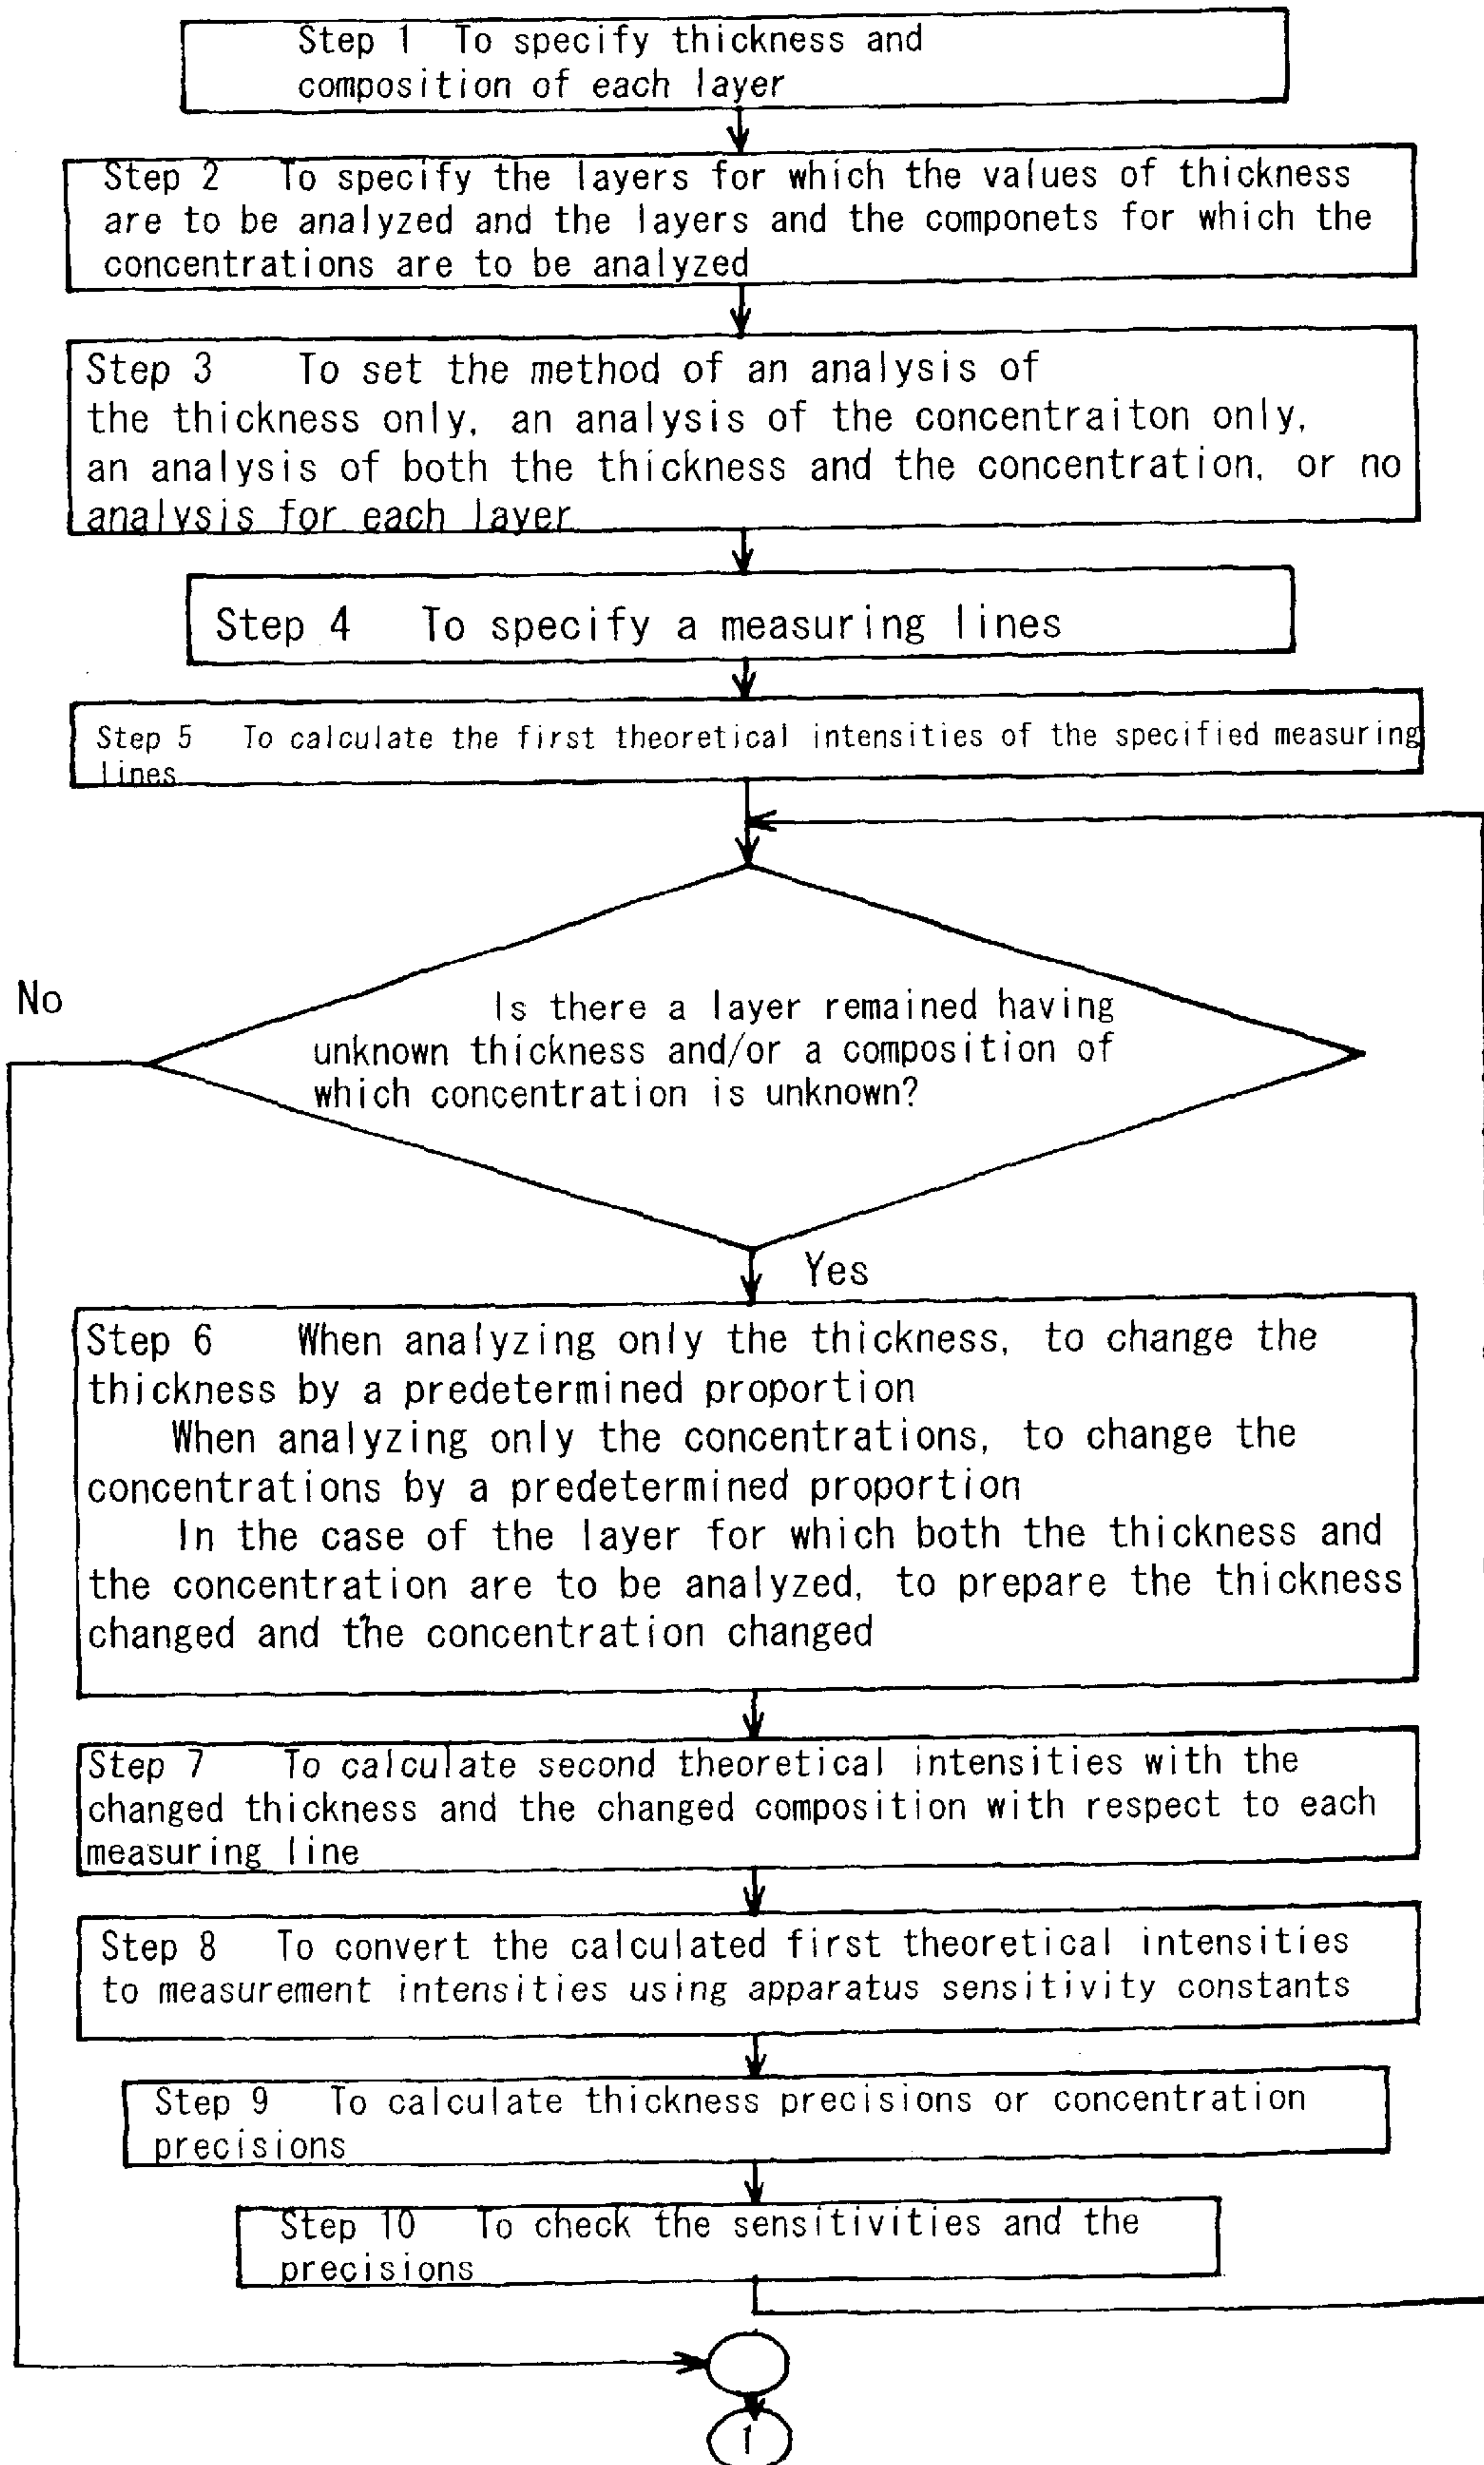 Step 1 To specify thickness and
composition of each layer
Step 2 To specify the layers for which the values of thickness
are to be analyzed and the layers and the componets for which the
concentrations are to be analyzed
Step 3 To set the method of an analysis of
the thickness only, an analysis of the concentraiton only,
an analysis of both the thickness and the concentration, or no
analysis for each layer
Step 4 To specify a measuring lines
Step 5 To calculate the first theoretical intensities of the specified measuring
lines
No
Is there a layer remained having
unknown thickness and/or a composition of
which concentration is unknown?
Yes
Step 6 When analyzing only the thickness, to change the
thickness by a predetermined proportion
When analyzing only the concentrations, to change the
concentrations by a predetermined proportion
In the case of the layer for which both the thickness and
the concentration are to be analyzed, to prepare the thickness
changed and the concentration changed
Step 7 To calculate second theoretical intensities with the
changed thickness and the changed composition with respect to each
measuring line
Step 8 To convert the calculated first theoretical intensities
to measurement intensities using apparatus sensitivity constants
Step 9 To calculate thickness precisions or concentration
precisions
Step 10 To check the sensitivities and the
precisions
1